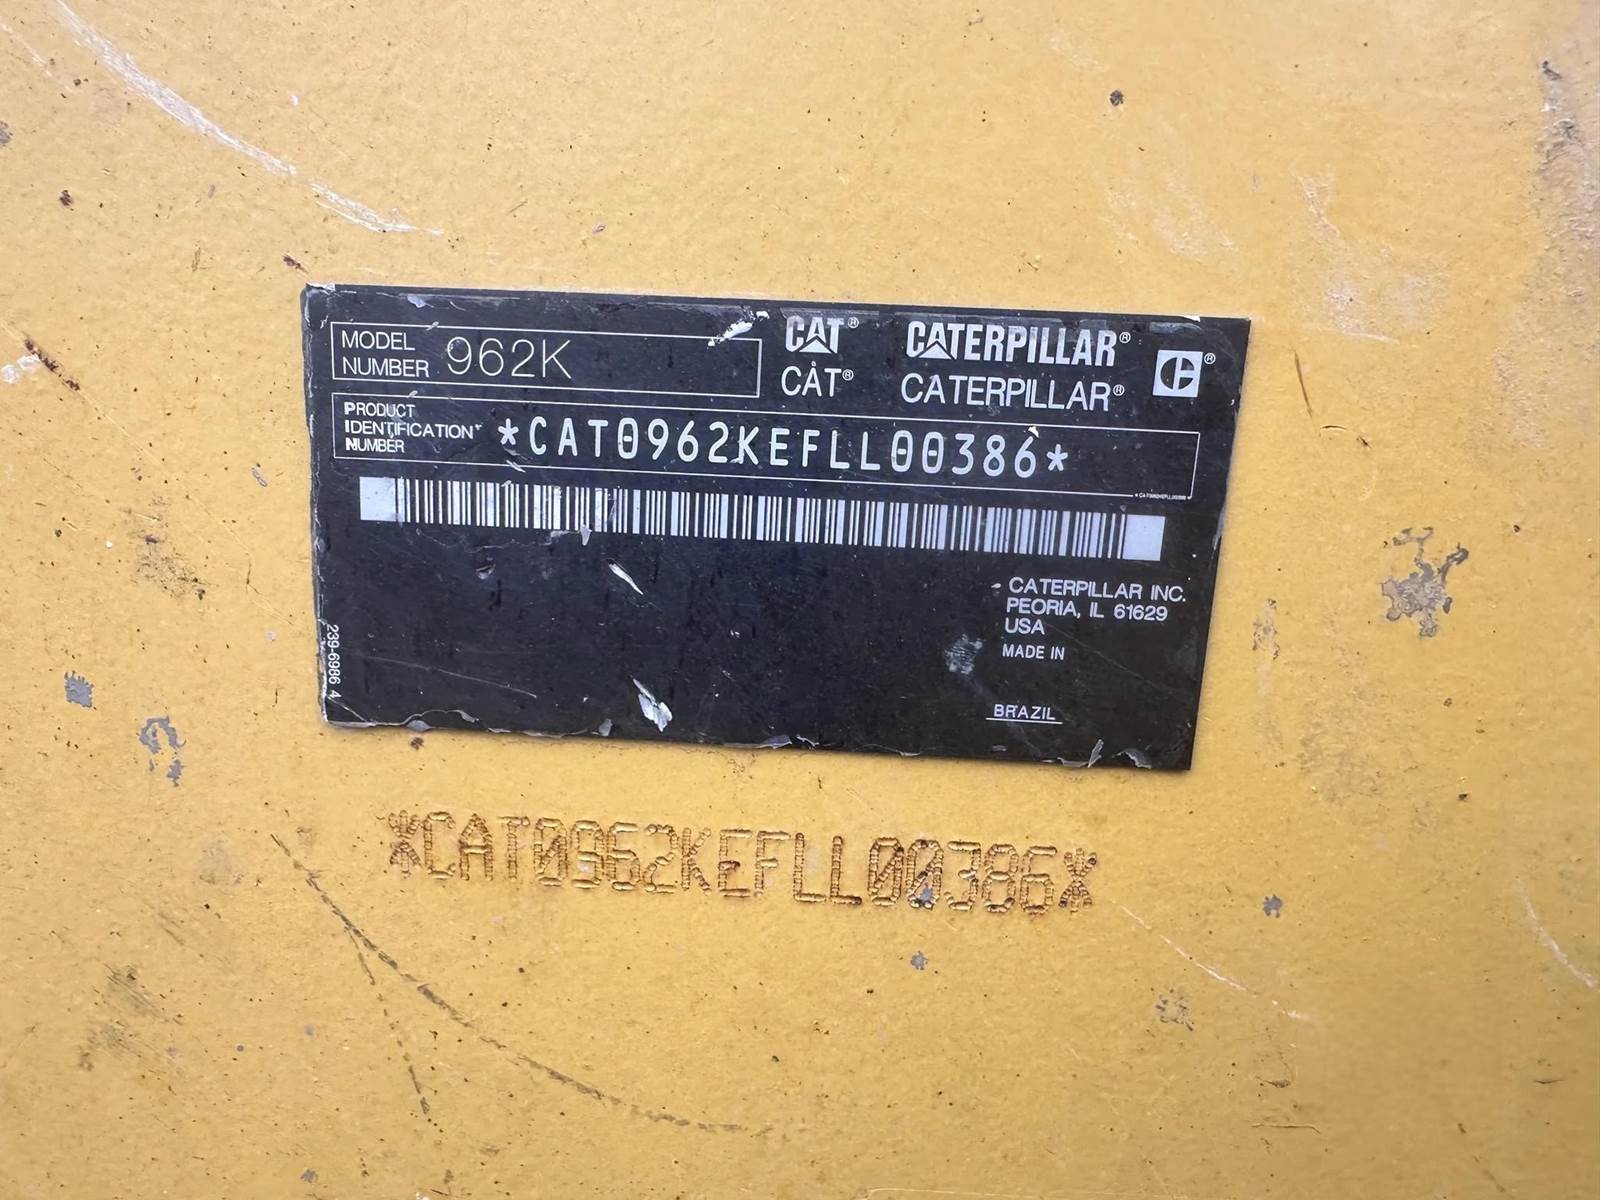 MODEL NUMBER 962K
CAT® CATERPILLAR®
CAT® CATERPILLAR®
PRODUCT
IDENTIFICATION
NUMBER
*CAT0962KEFLL00386*
CATERPILLAR INC.
PEORIA, IL 61629
USA
MADE IN
BRAZIL
239-6986 4
*CAT0962KEFLL00386*